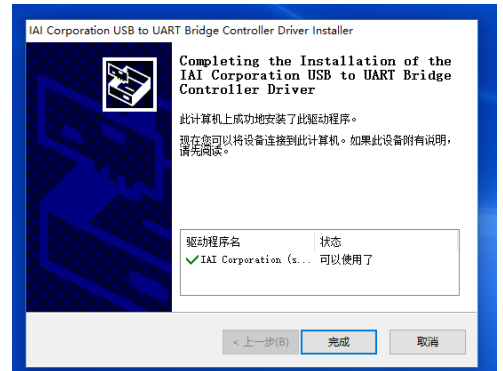 IAI Corporation USB to UART Bridge Controller Driver Installer
Completing the Installation of the
IAI Corporation USB to UART Bridge
Controller Driver
此计算机上成功地安装了此驱动程序。
现在您可以将设备连接到此计算机。如果此设备附有说明，
请先阅读。
驱动程序名 状态
IAI Corporation (s... 可以使用了
< 上一步(B) 完成 取消